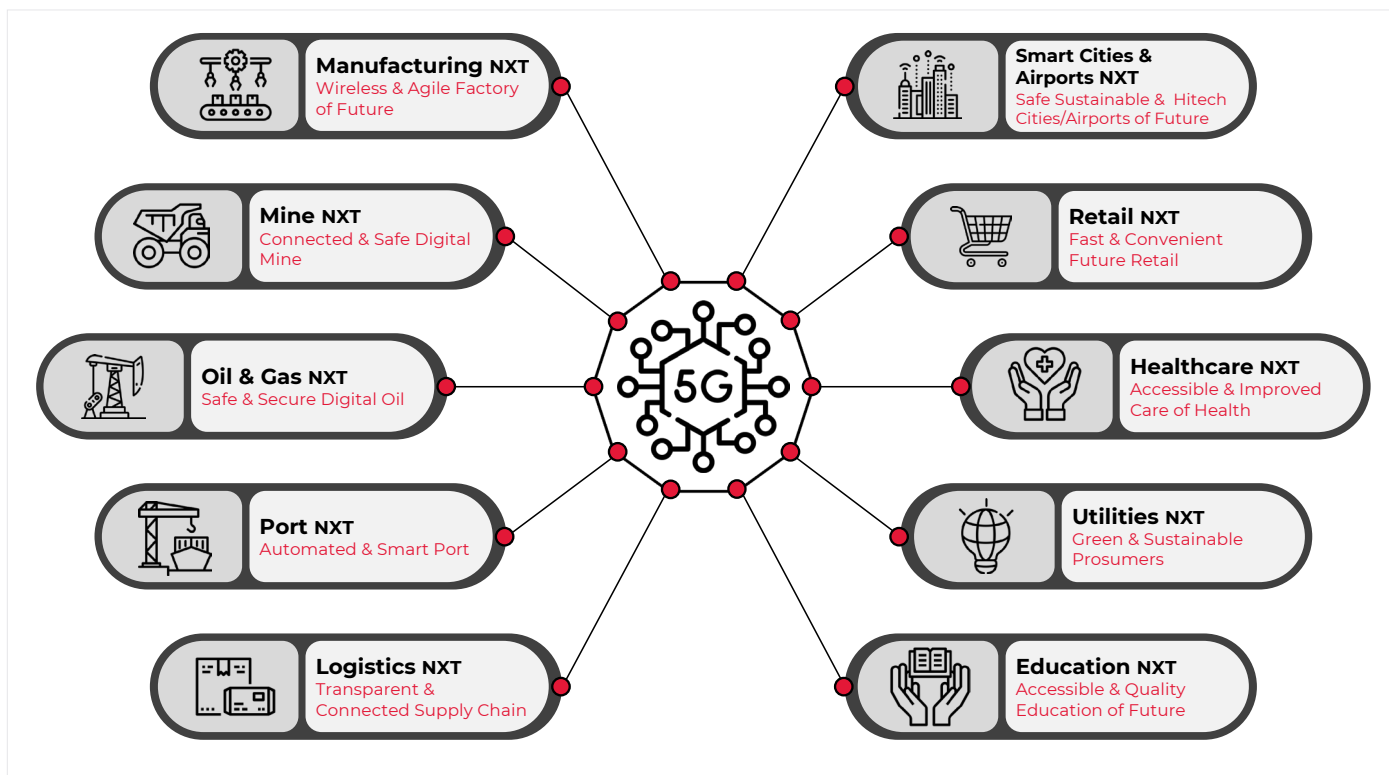 Manufacturing NXT
Wireless & Agile Factory
of Future
Mine NXT
Connected & Safe Digital
Mine
Oil & Gas NXT
Safe & Secure Digital Oil
Port NXT
Automated & Smart Port
Logistics NXT
Transparent &
Connected Supply Chain
5G
Smart Cities &
Airports NXT
Safe Sustainable & Hitech
Cities/Airports of Future
Retail NXT
Fast & Convenient
Future Retail
Healthcare NXT
Accessible & Improved
Care of Health
Utilities NXT
Green & Sustainable
Prosumers
Education NXT
Accessible & Quality
Education of Future